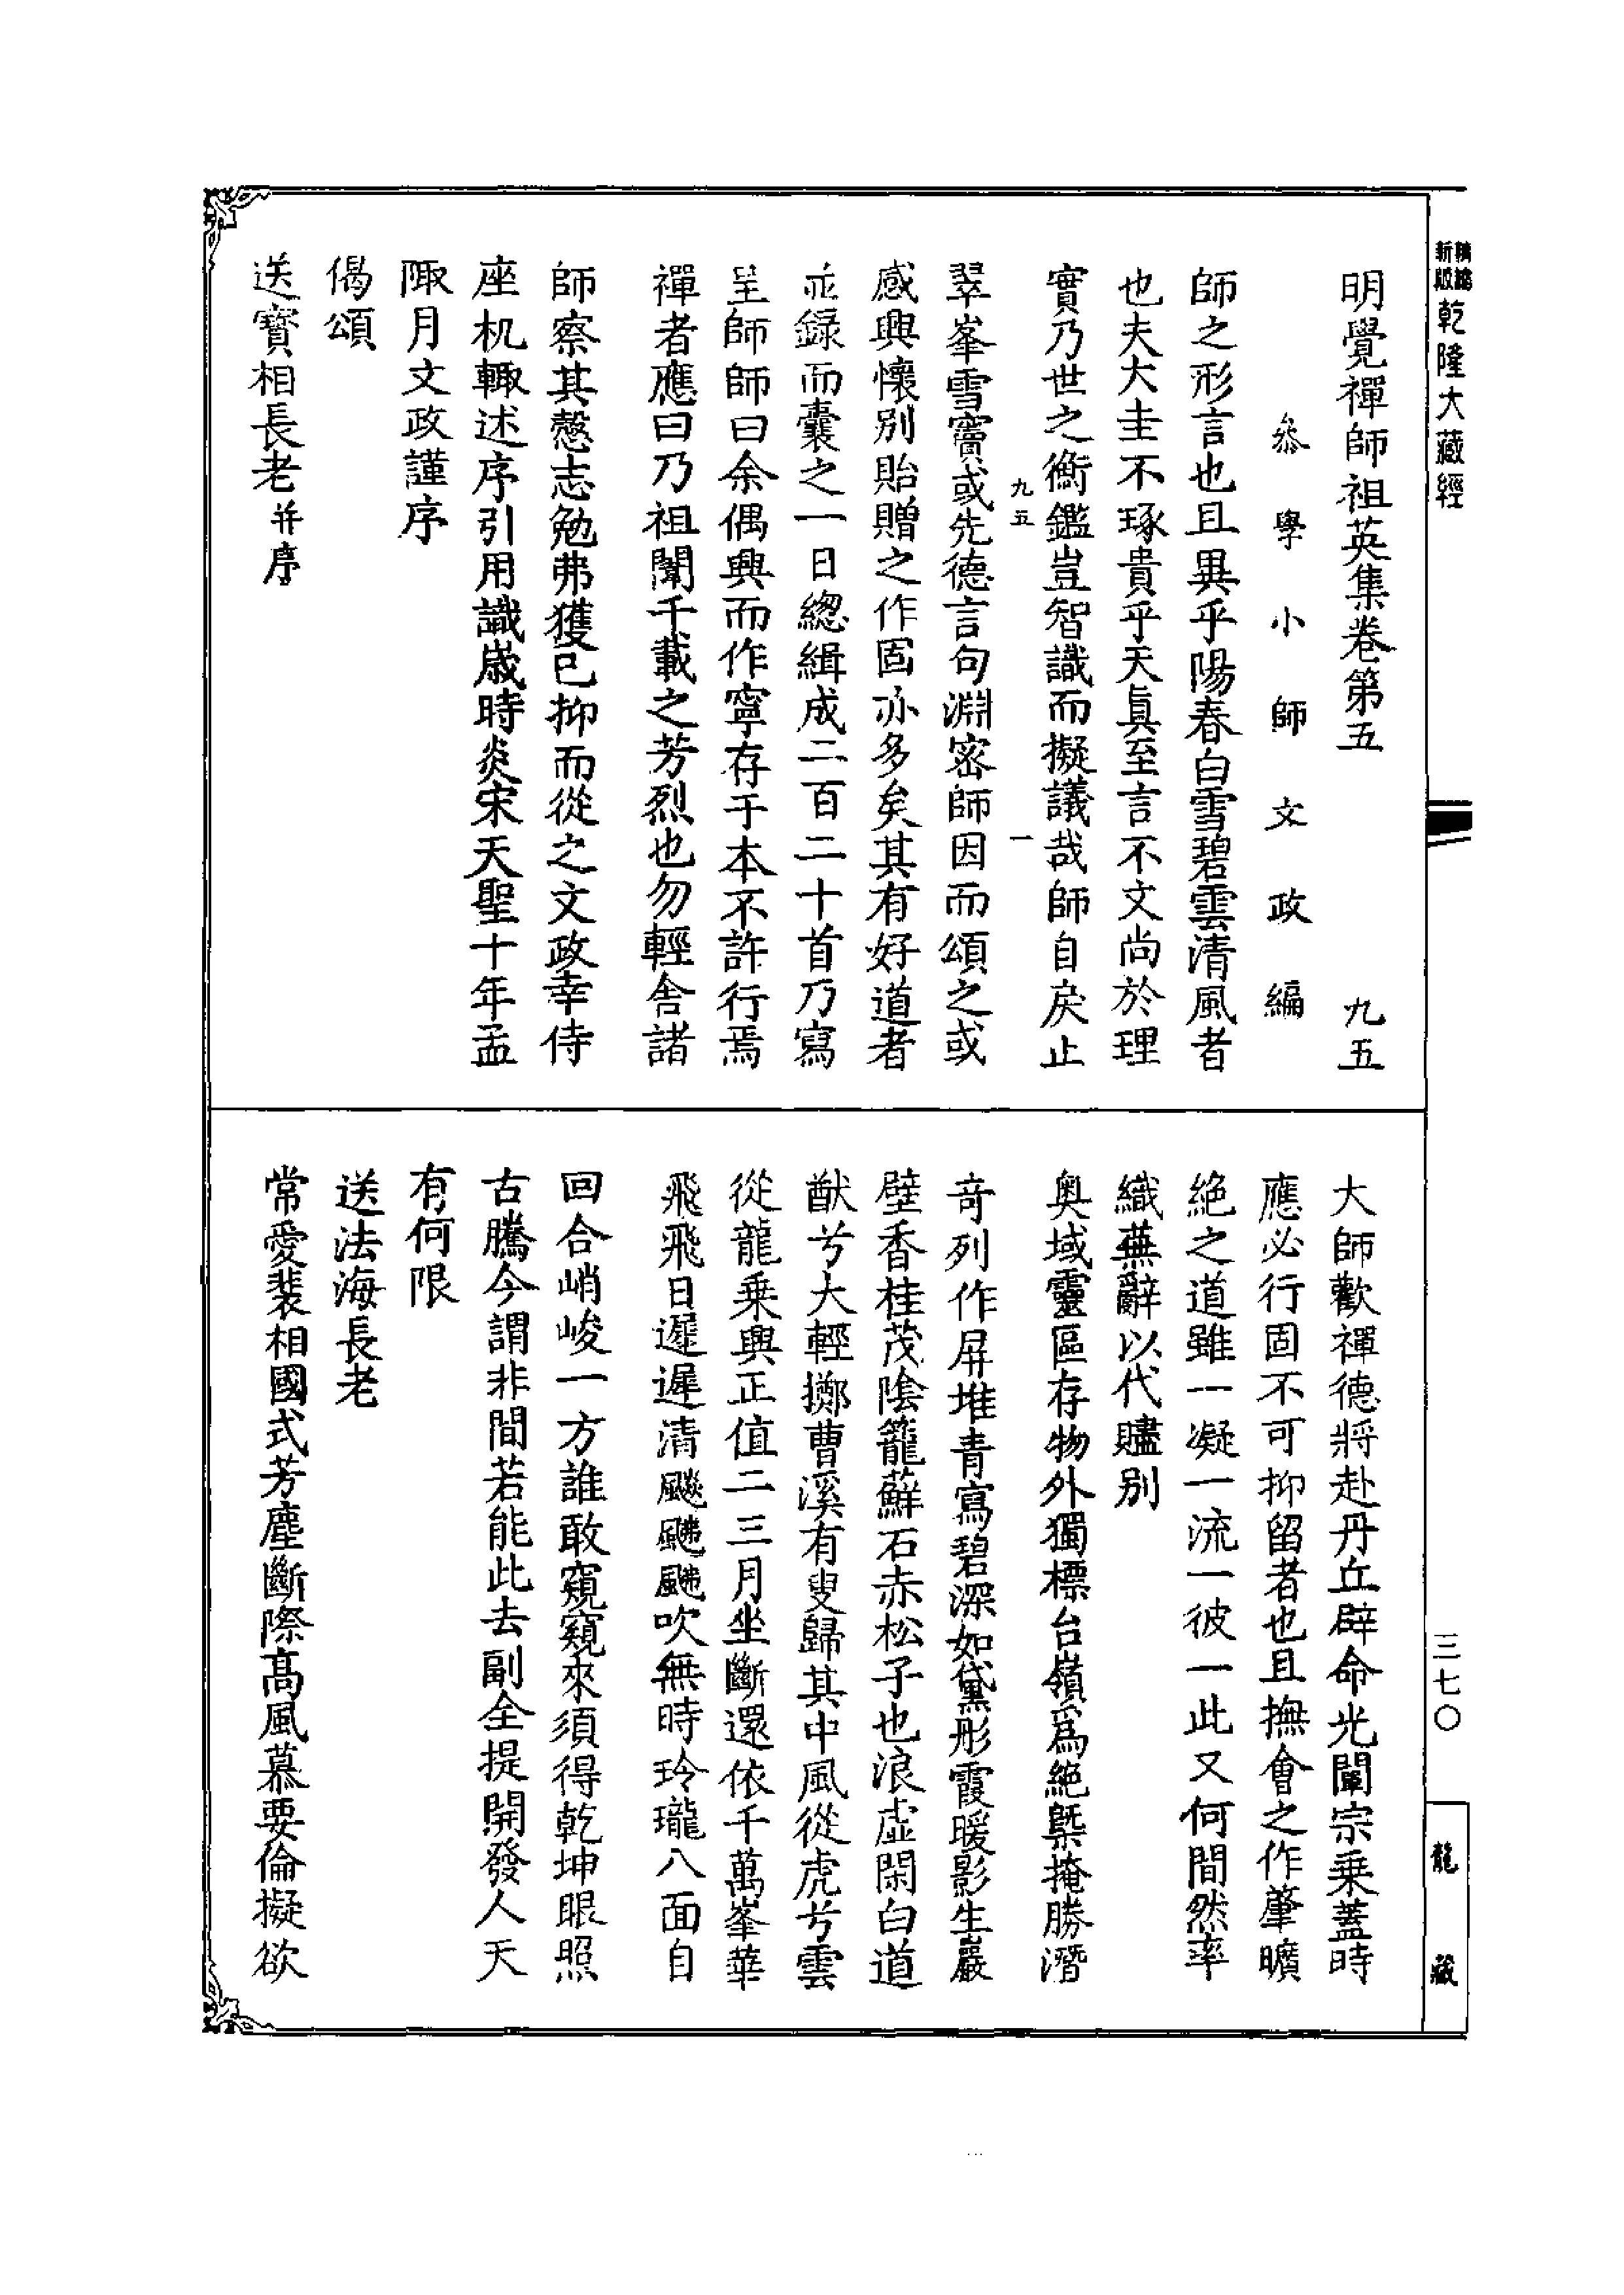 精編
新版
乾隆大藏經
明覺禪師祖英集卷第五 九五
叅學小師文政編
師之形言也且異乎陽春白雪碧雲清風者
也夫大圭不琢貴乎天真至言不文尚於理
實乃世之衡鑑豈智識而擬議哉師自戾止
九五 一
翠峯雪竇或先德言句淵密師因而頌之或
感興懷別貽贈之作固亦多矣其有好道者
並錄而囊之一日總緝成二百二十首乃寫
呈師師曰余偶興而作寧存于本不許行焉
禪者應曰乃祖闡千載之芳烈也勿輕舍諸
師察其慤志勉弗獲已抑而從之文政幸侍
座机輙述序引用識歲時炎宋天聖十年孟
陬月文政謹序
偈頌
送寶相長老并序
大師歡禪德將赴丹丘辟命光闡宗乗蓋時
應必行固不可抑留者也且撫會之作肇曠
絶之道雖一凝一流一彼一此又何間然率
織蕪辭以代贐别
奥域靈區存物外獨標台嶺爲絶槩掩勝潛
竒列作屏堆青寫碧深如黛彤霞暖影生巖
壁香桂茂陰籠蘚石赤松子也浪虛閑白道
猷兮大輕擲曹溪有叟歸其中風從虎兮雲
從龍乗興正值二三月坐斷還依千萬峯華
飛飛日遲遲清飈颷颷吹無時玲瓏八面自
回合峭峻一方誰敢窺窺來須得乾坤眼照
古騰今謂非間若能此去副全提開發人天
有何限
送法海長老
常愛裴相國式芳塵斷際高風慕要倫擬欲
三七〇
龍藏